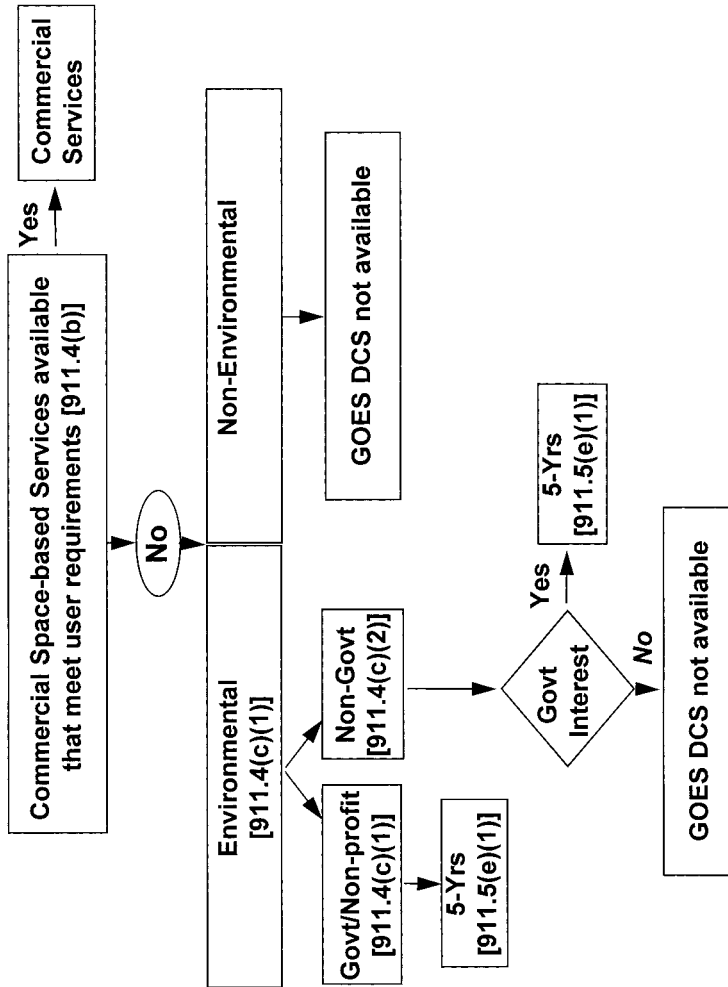 Commercial Space-based Services available
that meet user requirements [911.4(b)]
Yes
Commercial
Services
No
Environmental
[911.4(c)(1)]
Non-Environmental
Govt/Non-profit
[911.4(c)(1)]
Non-Govt
[911.4(c)(2)]
GOES DCS not available
5-Yrs
[911.5(e)(1)]
Govt
Interest
Yes
5-Yrs
[911.5(e)(1)]
No
GOES DCS not available